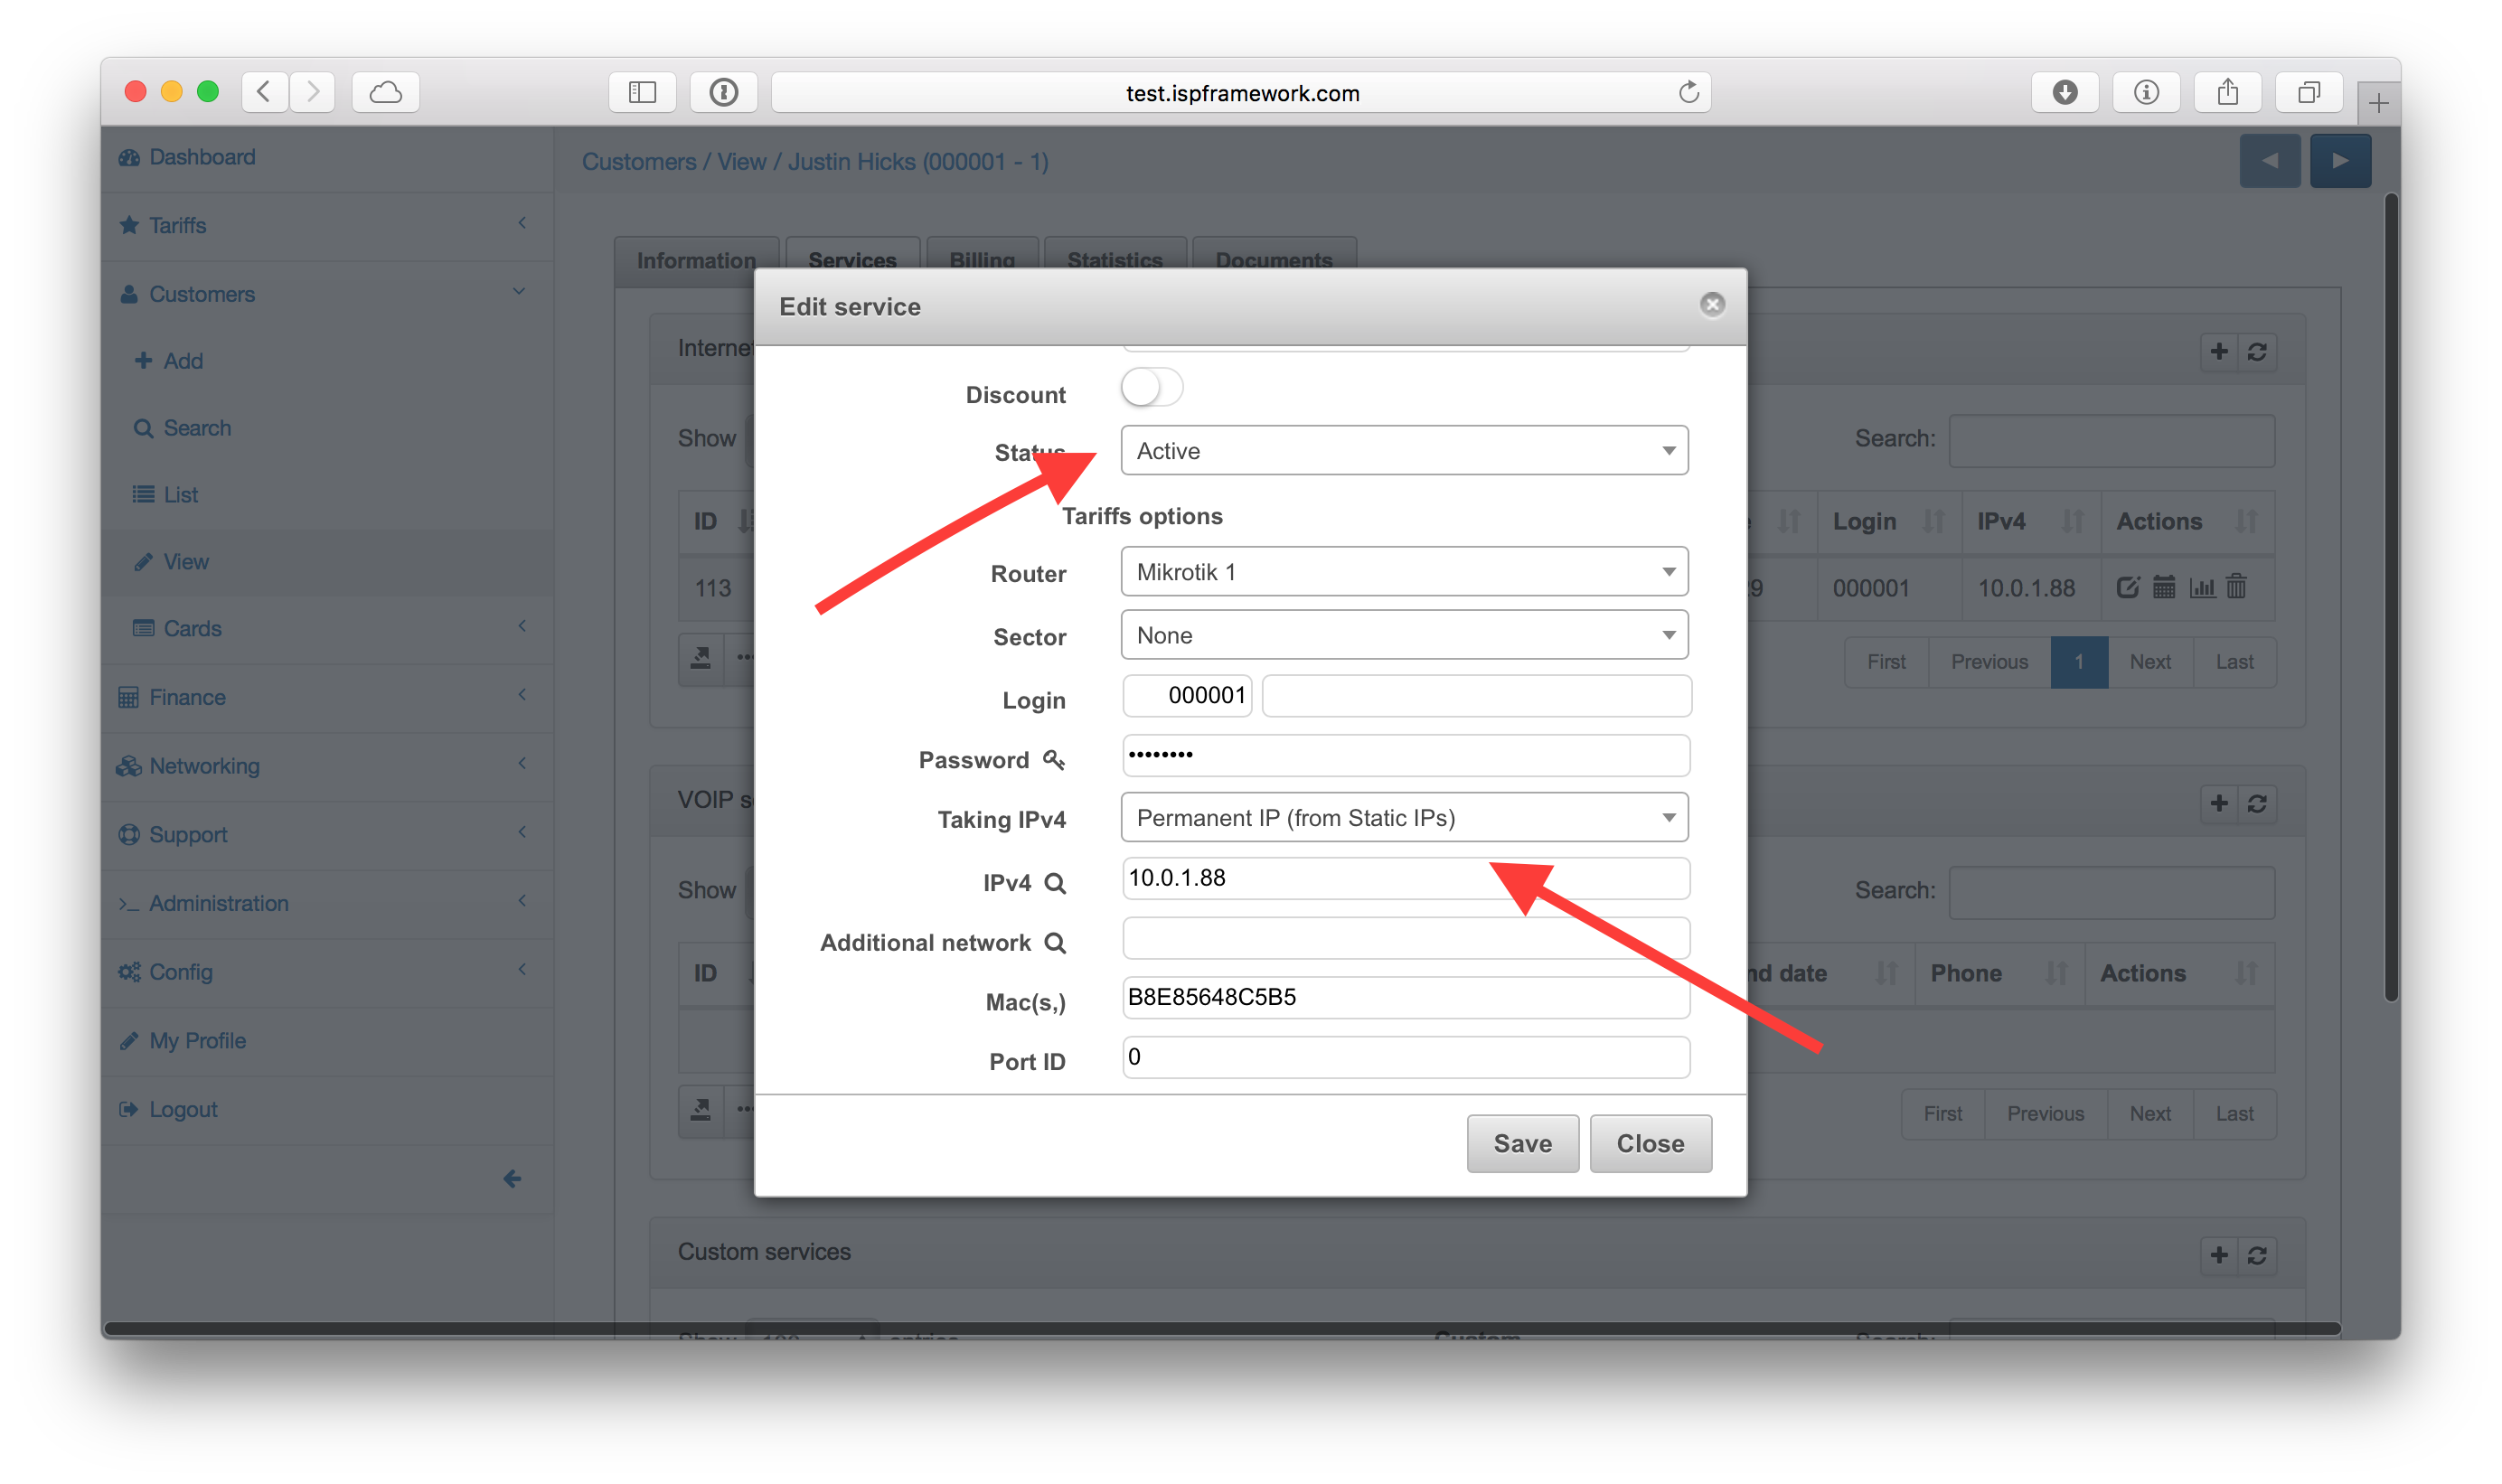 test.ispframework.com
Dashboard
Tariffs
Customers
Add
Search
List
View
Cards
Finance
Networking
Support
Administration
Config
My Profile
Logout
Customers / View / Justin Hicks (000001 - 1)
Information Services Billing Statistics Documents
Edit service
Discount
Status Active
Tariffs options
Router Mikrotik 1
Sector None
Login 000001
Password ••••••••
Taking IPv4 Permanent IP (from Static IPs)
IPv4 10.0.1.88
Additional network
Mac(s,) B8E85648C5B5
Port ID 0
Save Close
Show Search:
ID Login IPv4 Actions
113 000001 10.0.1.88
First Previous 1 Next Last
VOIP
Show Search:
ID date Phone Actions
First Previous Next Last
Custom services
Show 100 entries Custom Search: